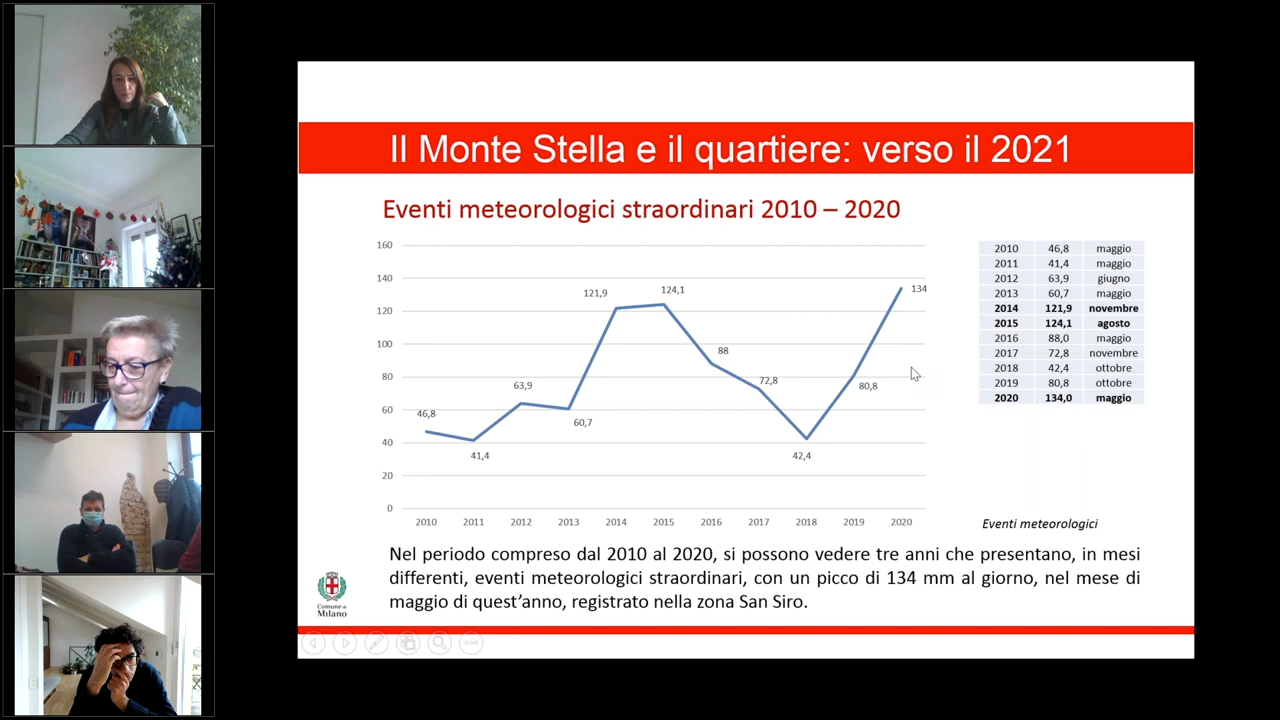 Il Monte Stella e il quartiere: verso il 2021
Eventi meteorologici straordinari 2010 – 2020
160
140
120
100
80
60
40
20
0
46,8
41,4
63,9
60,7
121,9
124,1
88
72,8
42,4
80,8
134
2010 2011 2012 2013 2014 2015 2016 2017 2018 2019 2020
2010 46,8 maggio
2011 41,4 maggio
2012 63,9 giugno
2013 60,7 maggio
2014 121,9 novembre
2015 124,1 agosto
2016 88,0 maggio
2017 72,8 novembre
2018 42,4 ottobre
2019 80,8 ottobre
2020 134,0 maggio
Eventi meteorologici
Nel periodo compreso dal 2010 al 2020, si possono vedere tre anni che presentano, in mesi
differenti, eventi meteorologici straordinari, con un picco di 134 mm al giorno, nel mese di
maggio di quest'anno, registrato nella zona San Siro.
Comune di
Milano